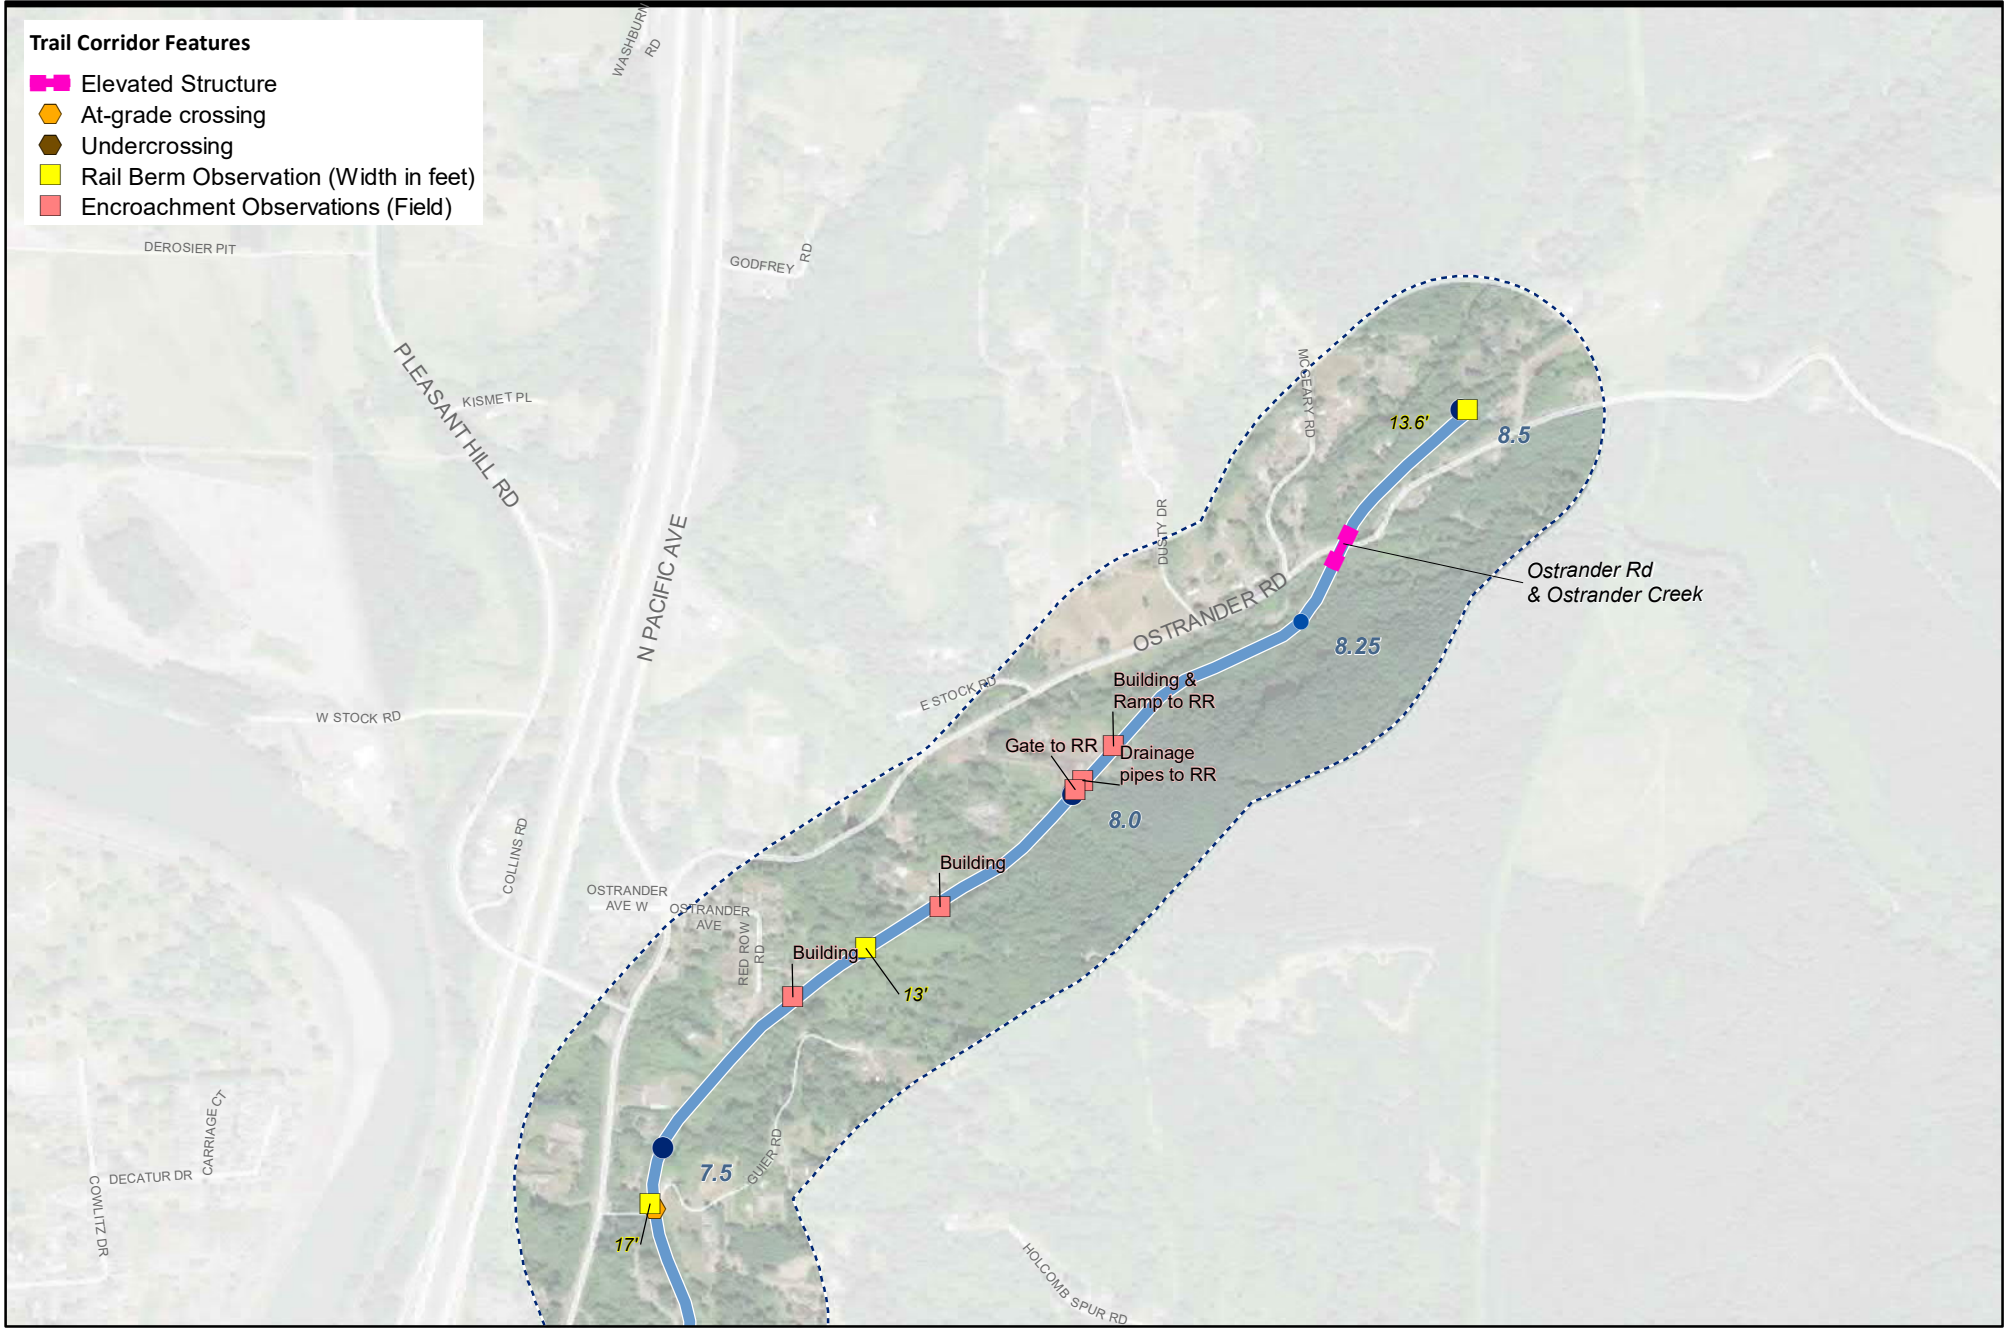 Trail Corridor Features
Elevated Structure
At-grade crossing
Undercrossing
Rail Berm Observation (Width in feet)
Encroachment Observations (Field)
WASHBURN
RD
DEROSIER PIT
GODFREY RD
PLEASANT HILL RD
KISMET PL
N PACIFIC AVE
MCGEARY RD
13.6'
8.5
DUSTY DR
OSTRANDER RD
Ostrander Rd
& Ostrander Creek
8.25
E STOCK RD
W STOCK RD
Building &
Ramp to RR
Gate to RR
Drainage
pipes to RR
8.0
COLLINS RD
Building
OSTRANDER
AVE W
OSTRANDER
AVE
RED ROW
RD
Building
13'
CARRIAGE CT
DECATUR DR
COWLITZ DR
GUIER RD
7.5
17'
HOLCOMB SPUR RD